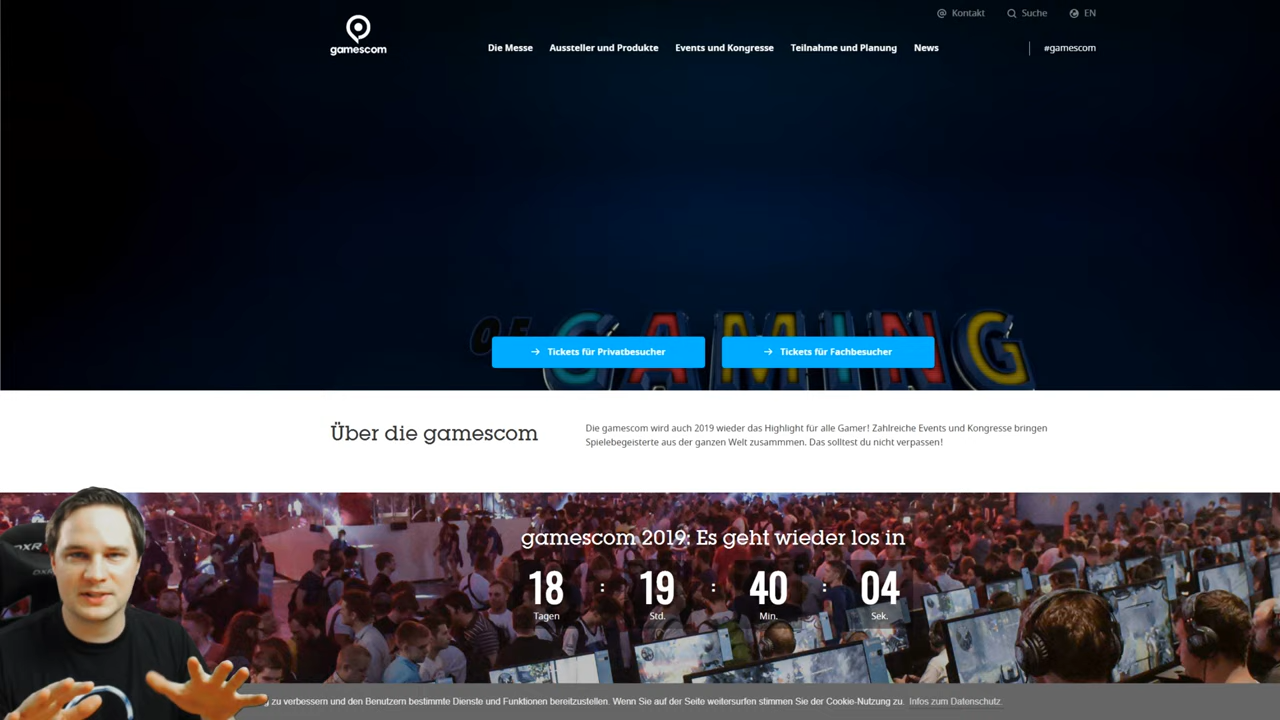 Kontakt
Suche
EN
gamescom
Die Messe
Aussteller und Produkte
Events und Kongresse
Teilnahme und Planung
News
#gamescom
OF GAMING
→ Tickets für Privatbesucher
→ Tickets für Fachbesucher
Über die gamescom
Die gamescom wird auch 2019 wieder das Highlight für alle Gamer! Zahlreiche Events und Kongresse bringen
Spielebegeisterte aus der ganzen Welt zusammmen. Das solltest du nicht verpassen!
gamescom 2019: Es geht wieder los in
18 : 19 : 40 : 04
Tagen Std. Min. Sek.
DXR
zu verbessern und den Benutzern bestimmte Dienste und Funktionen bereitzustellen. Wenn Sie auf der Seite weitersurfen stimmen Sie der Cookie-Nutzung zu. Infos zum Datenschutz.